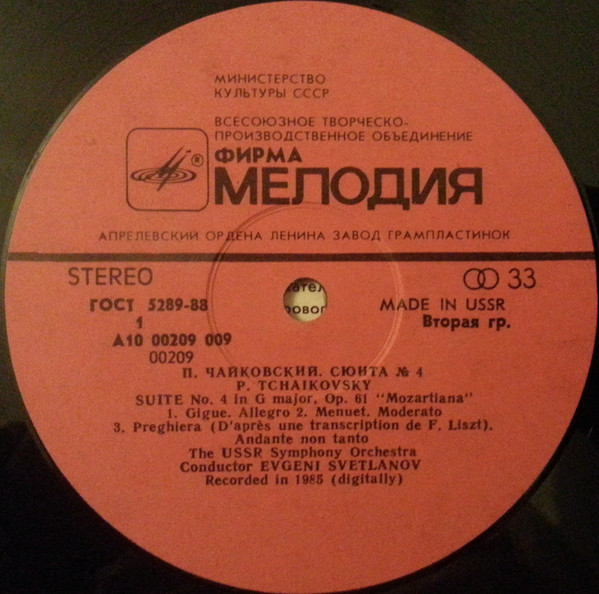 МИНИСТЕРСТВО
КУЛЬТУРЫ СССР
ВСЕСОЮЗНОЕ ТВОРЧЕСКО-
ПРОИЗВОДСТВЕННОЕ ОБЪЕДИНЕНИЕ
®
ФИРМА
МЕЛОДИЯ
АПРЕЛЕВСКИЙ ОРДЕНА ЛЕНИНА ЗАВОД ГРАМПЛАСТИНОК
STEREO
33
ГОСТ 5289-88
MADE IN USSR
1
Вторая гр.
А10 00209 009
00209
П. ЧАЙКОВСКИЙ. СЮИТА № 4
P. TCHAIKOVSKY
SUITE No. 4 in G major, Op. 61 "Mozartiana"
1. Gigue. Allegro 2. Menuet. Moderato
3. Preghiera (D'après une transcription de F. Liszt).
Andante non tanto
The USSR Symphony Orchestra
Conductor EVGENI SVETLANOV
Recorded in 1985 (digitally)